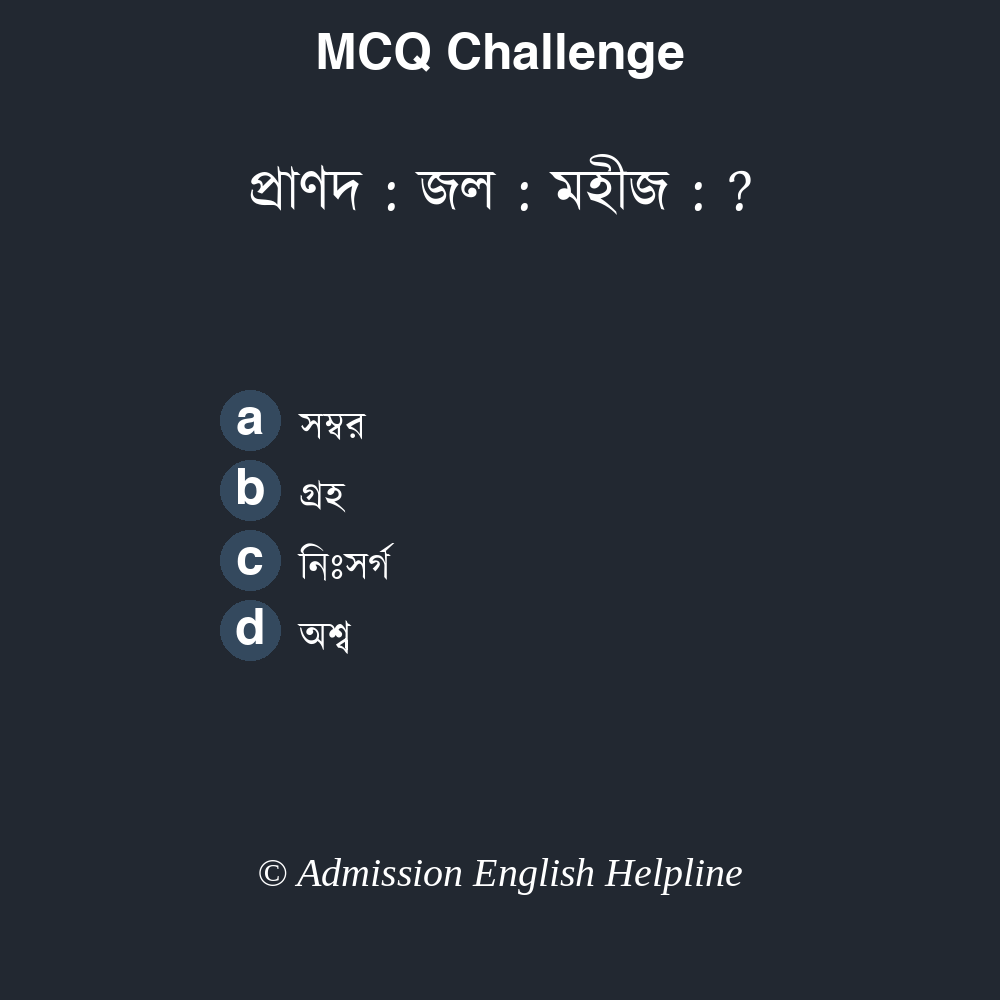 MCQ Challenge
প্রাণদ : জল : মহীজ : ?
a সম্বর
b গ্রহ
c নিঃসর্গ
d অশ্ব
© Admission English Helpline